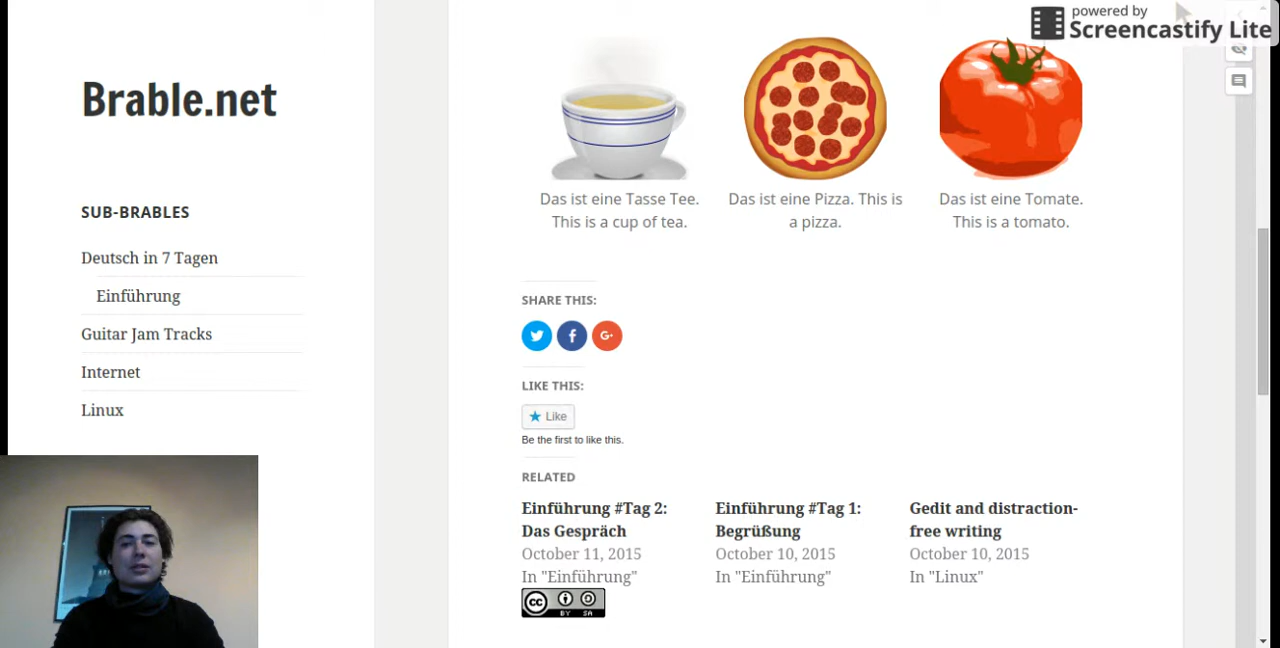 powered by
Screencastify Lite
Brable.net
SUB-BRABLES
Deutsch in 7 Tagen
Einführung
Guitar Jam Tracks
Internet
Linux
Das ist eine Tasse Tee.
This is a cup of tea.
Das ist eine Pizza. This is
a pizza.
Das ist eine Tomate.
This is a tomato.
SHARE THIS:
G+
LIKE THIS:
Like
Be the first to like this.
RELATED
Einführung #Tag 2:
Das Gespräch
October 11, 2015
In "Einführung"
Einführung #Tag 1:
Begrüßung
October 10, 2015
In "Einführung"
Gedit and distraction-
free writing
October 10, 2015
In "Linux"
cc
BY SA